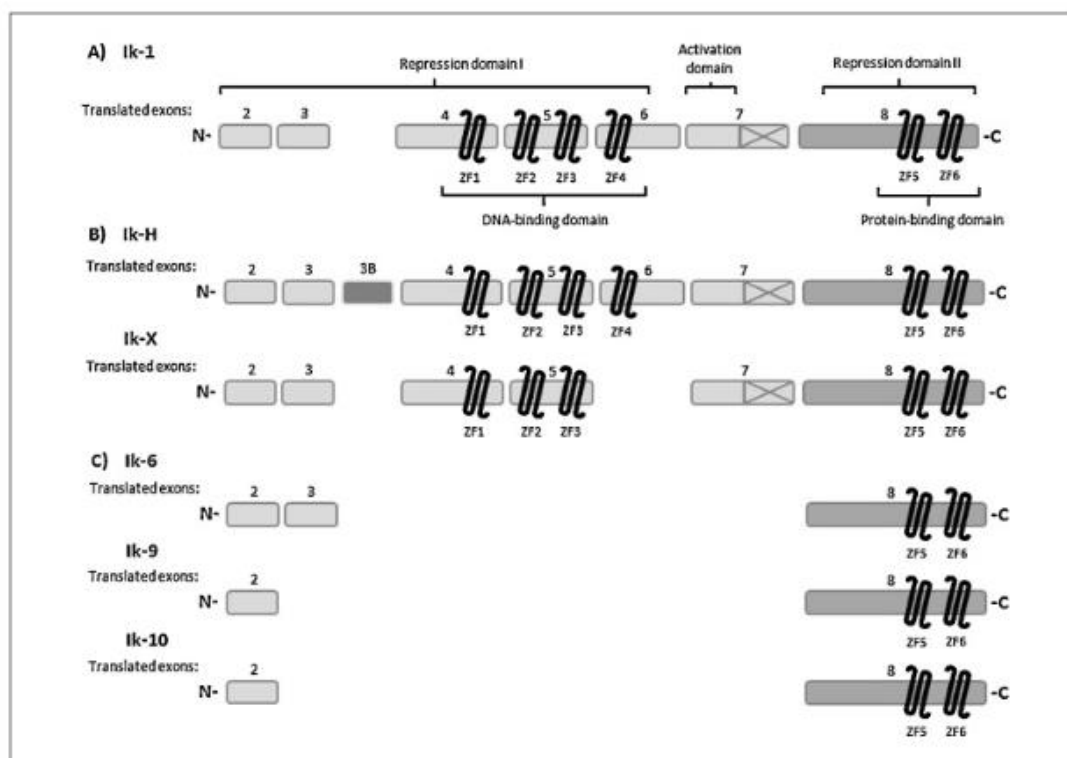 A) Ik-1
Repression domain I
Activation domain
Repression domain II
Translated exons: 2 3 4 5 6 7 8
N- -C
ZF1 ZF2 ZF3 ZF4 ZF5 ZF6
DNA-binding domain
Protein-binding domain
B) Ik-H
Translated exons: 2 3 3B 4 5 6 7 8
N- -C
ZF1 ZF2 ZF3 ZF4 ZF5 ZF6
Ik-X
Translated exons: 2 3 4 5 7 8
N- -C
ZF1 ZF2 ZF3 ZF5 ZF6
C) Ik-6
Translated exons: 2 3 8
N- -C
ZF5 ZF6
Ik-9
Translated exons: 2 8
N- -C
ZF5 ZF6
Ik-10
Translated exons: 2 8
N- -C
ZF5 ZF6